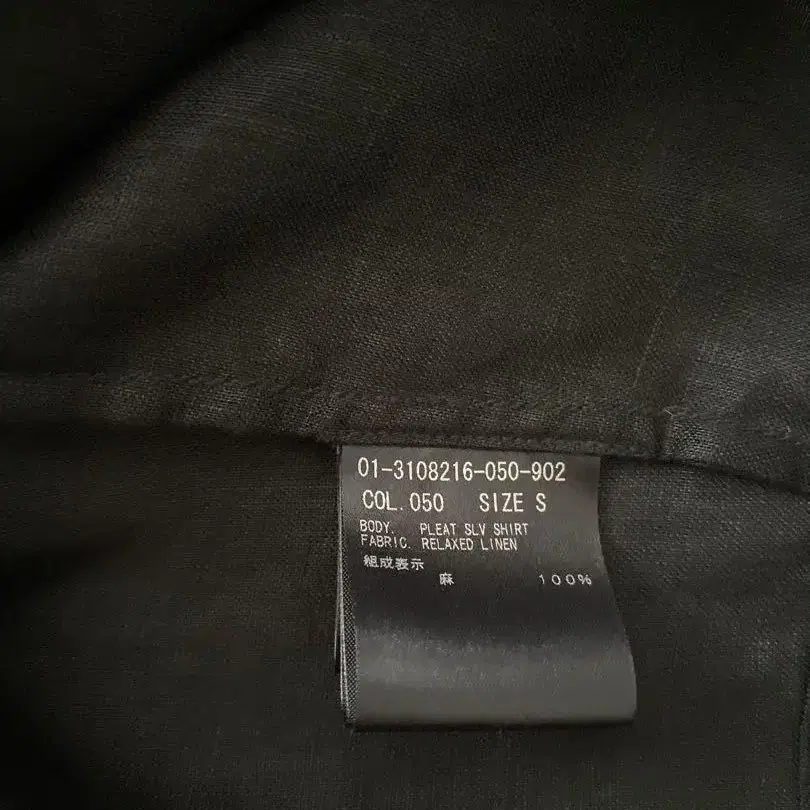 01-3108216-050-902
COL. 050 SIZE S
BODY. PLEAT SLV SHIRT
FABRIC. RELAXED LINEN
組成表示
麻 100%